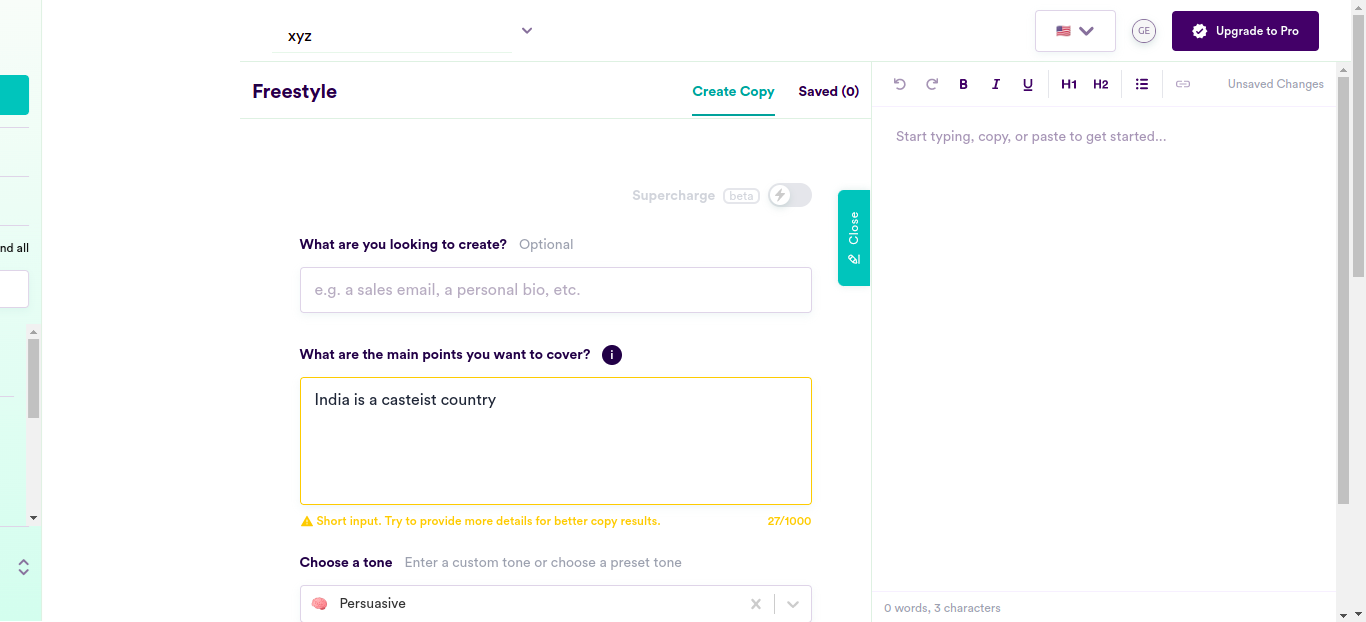 xyz
GE
Upgrade to Pro
Freestyle
Create Copy
Saved (0)
B I U H1 H2
Unsaved Changes
Start typing, copy, or paste to get started...
Supercharge beta
Close
nd all
What are you looking to create? Optional
e.g. a sales email, a personal bio, etc.
What are the main points you want to cover? i
India is a casteist country
Short input. Try to provide more details for better copy results. 27/1000
Choose a tone Enter a custom tone or choose a preset tone
Persuasive
0 words, 3 characters